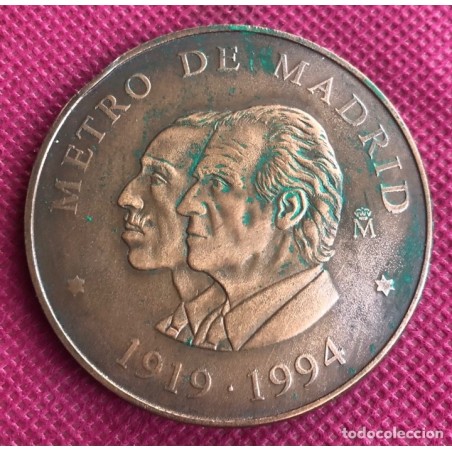 METRO DE MADRID
M
1919 · 1994
todocoleccion